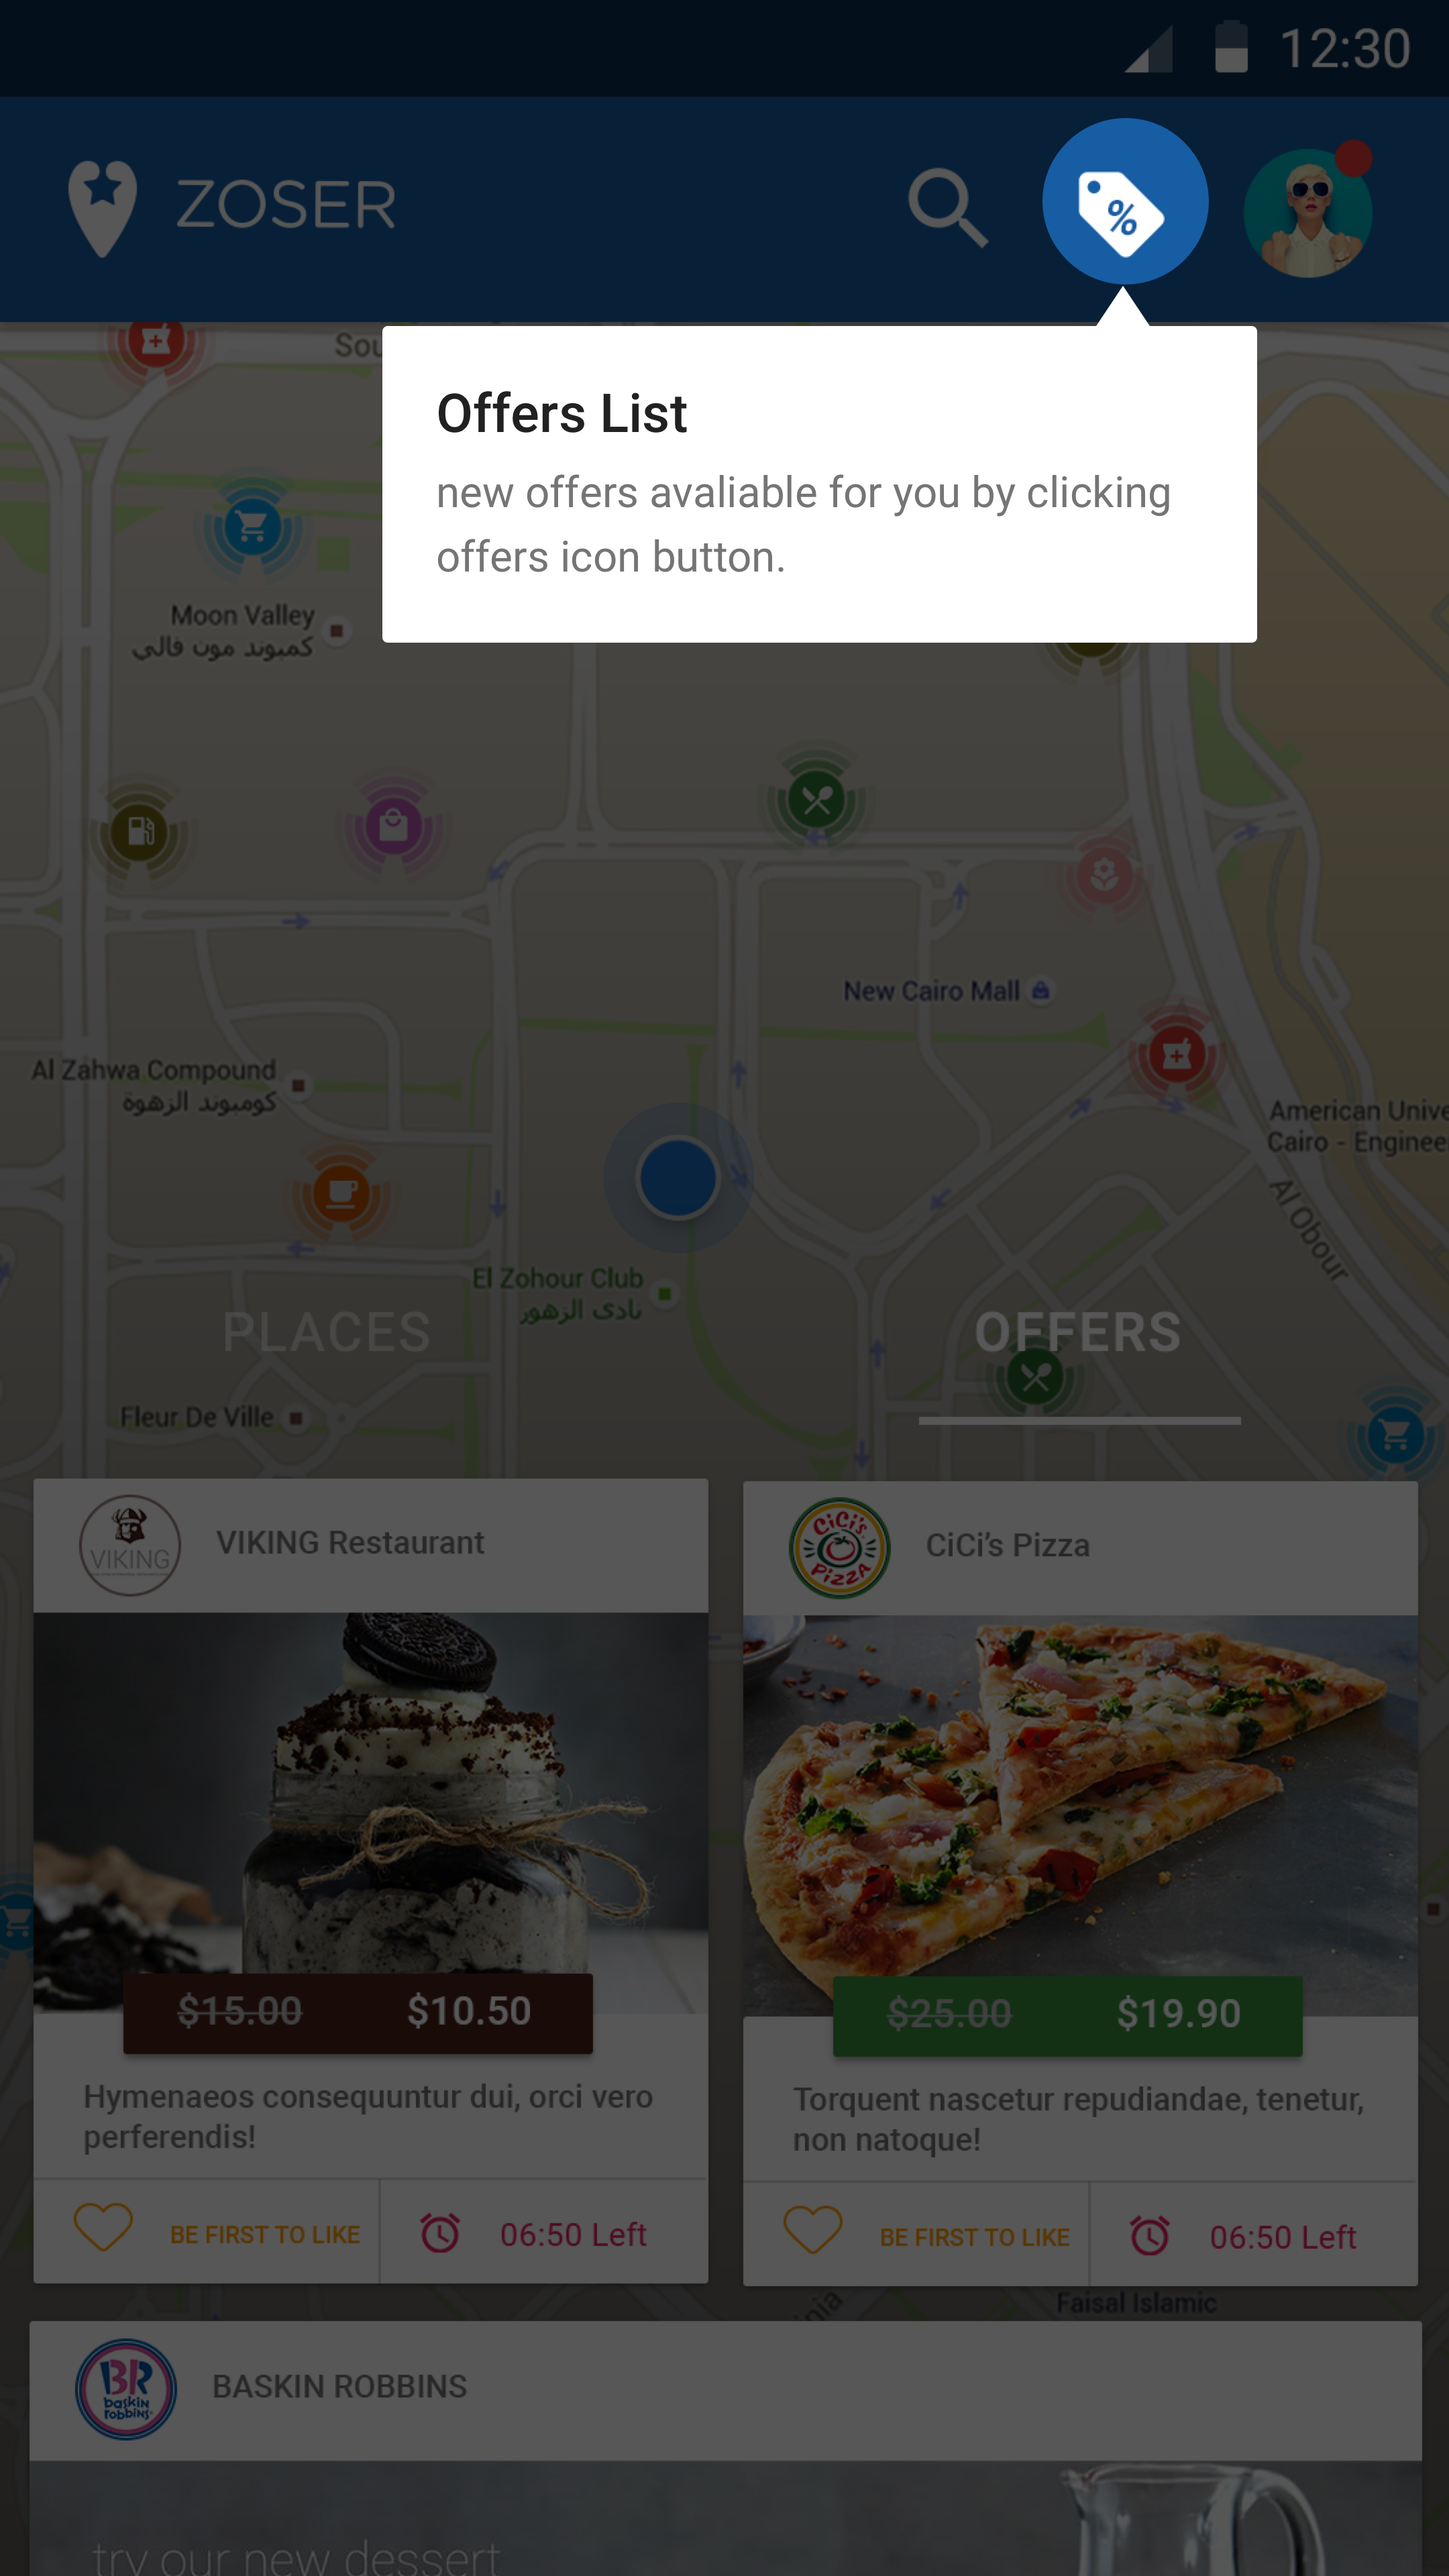 12:30
ZOSER
%
Sou
Offers List
new offers avaliable for you by clicking
offers icon button.
Moon Valley
كمبوند مون فالي
New Cairo Mall
Al Zahwa Compound
كومبوند الزهوة
American Unive
Cairo - Enginee
Al Obour
El Zohour Club
نادى الزهور
PLACES
OFFERS
Fleur De Ville
VIKING
VIKING Restaurant
CiCi's PIZZA
CiCi’s Pizza
$15.00 $10.50
$25.00 $19.90
Hymenaeos consequuntur dui, orci vero
perferendis!
Torquent nascetur repudiandae, tenetur,
non natoque!
BE FIRST TO LIKE
06:50 Left
BE FIRST TO LIKE
06:50 Left
Faisal Islamic
BR
baskin
robbins
BASKIN ROBBINS
try our new dessert